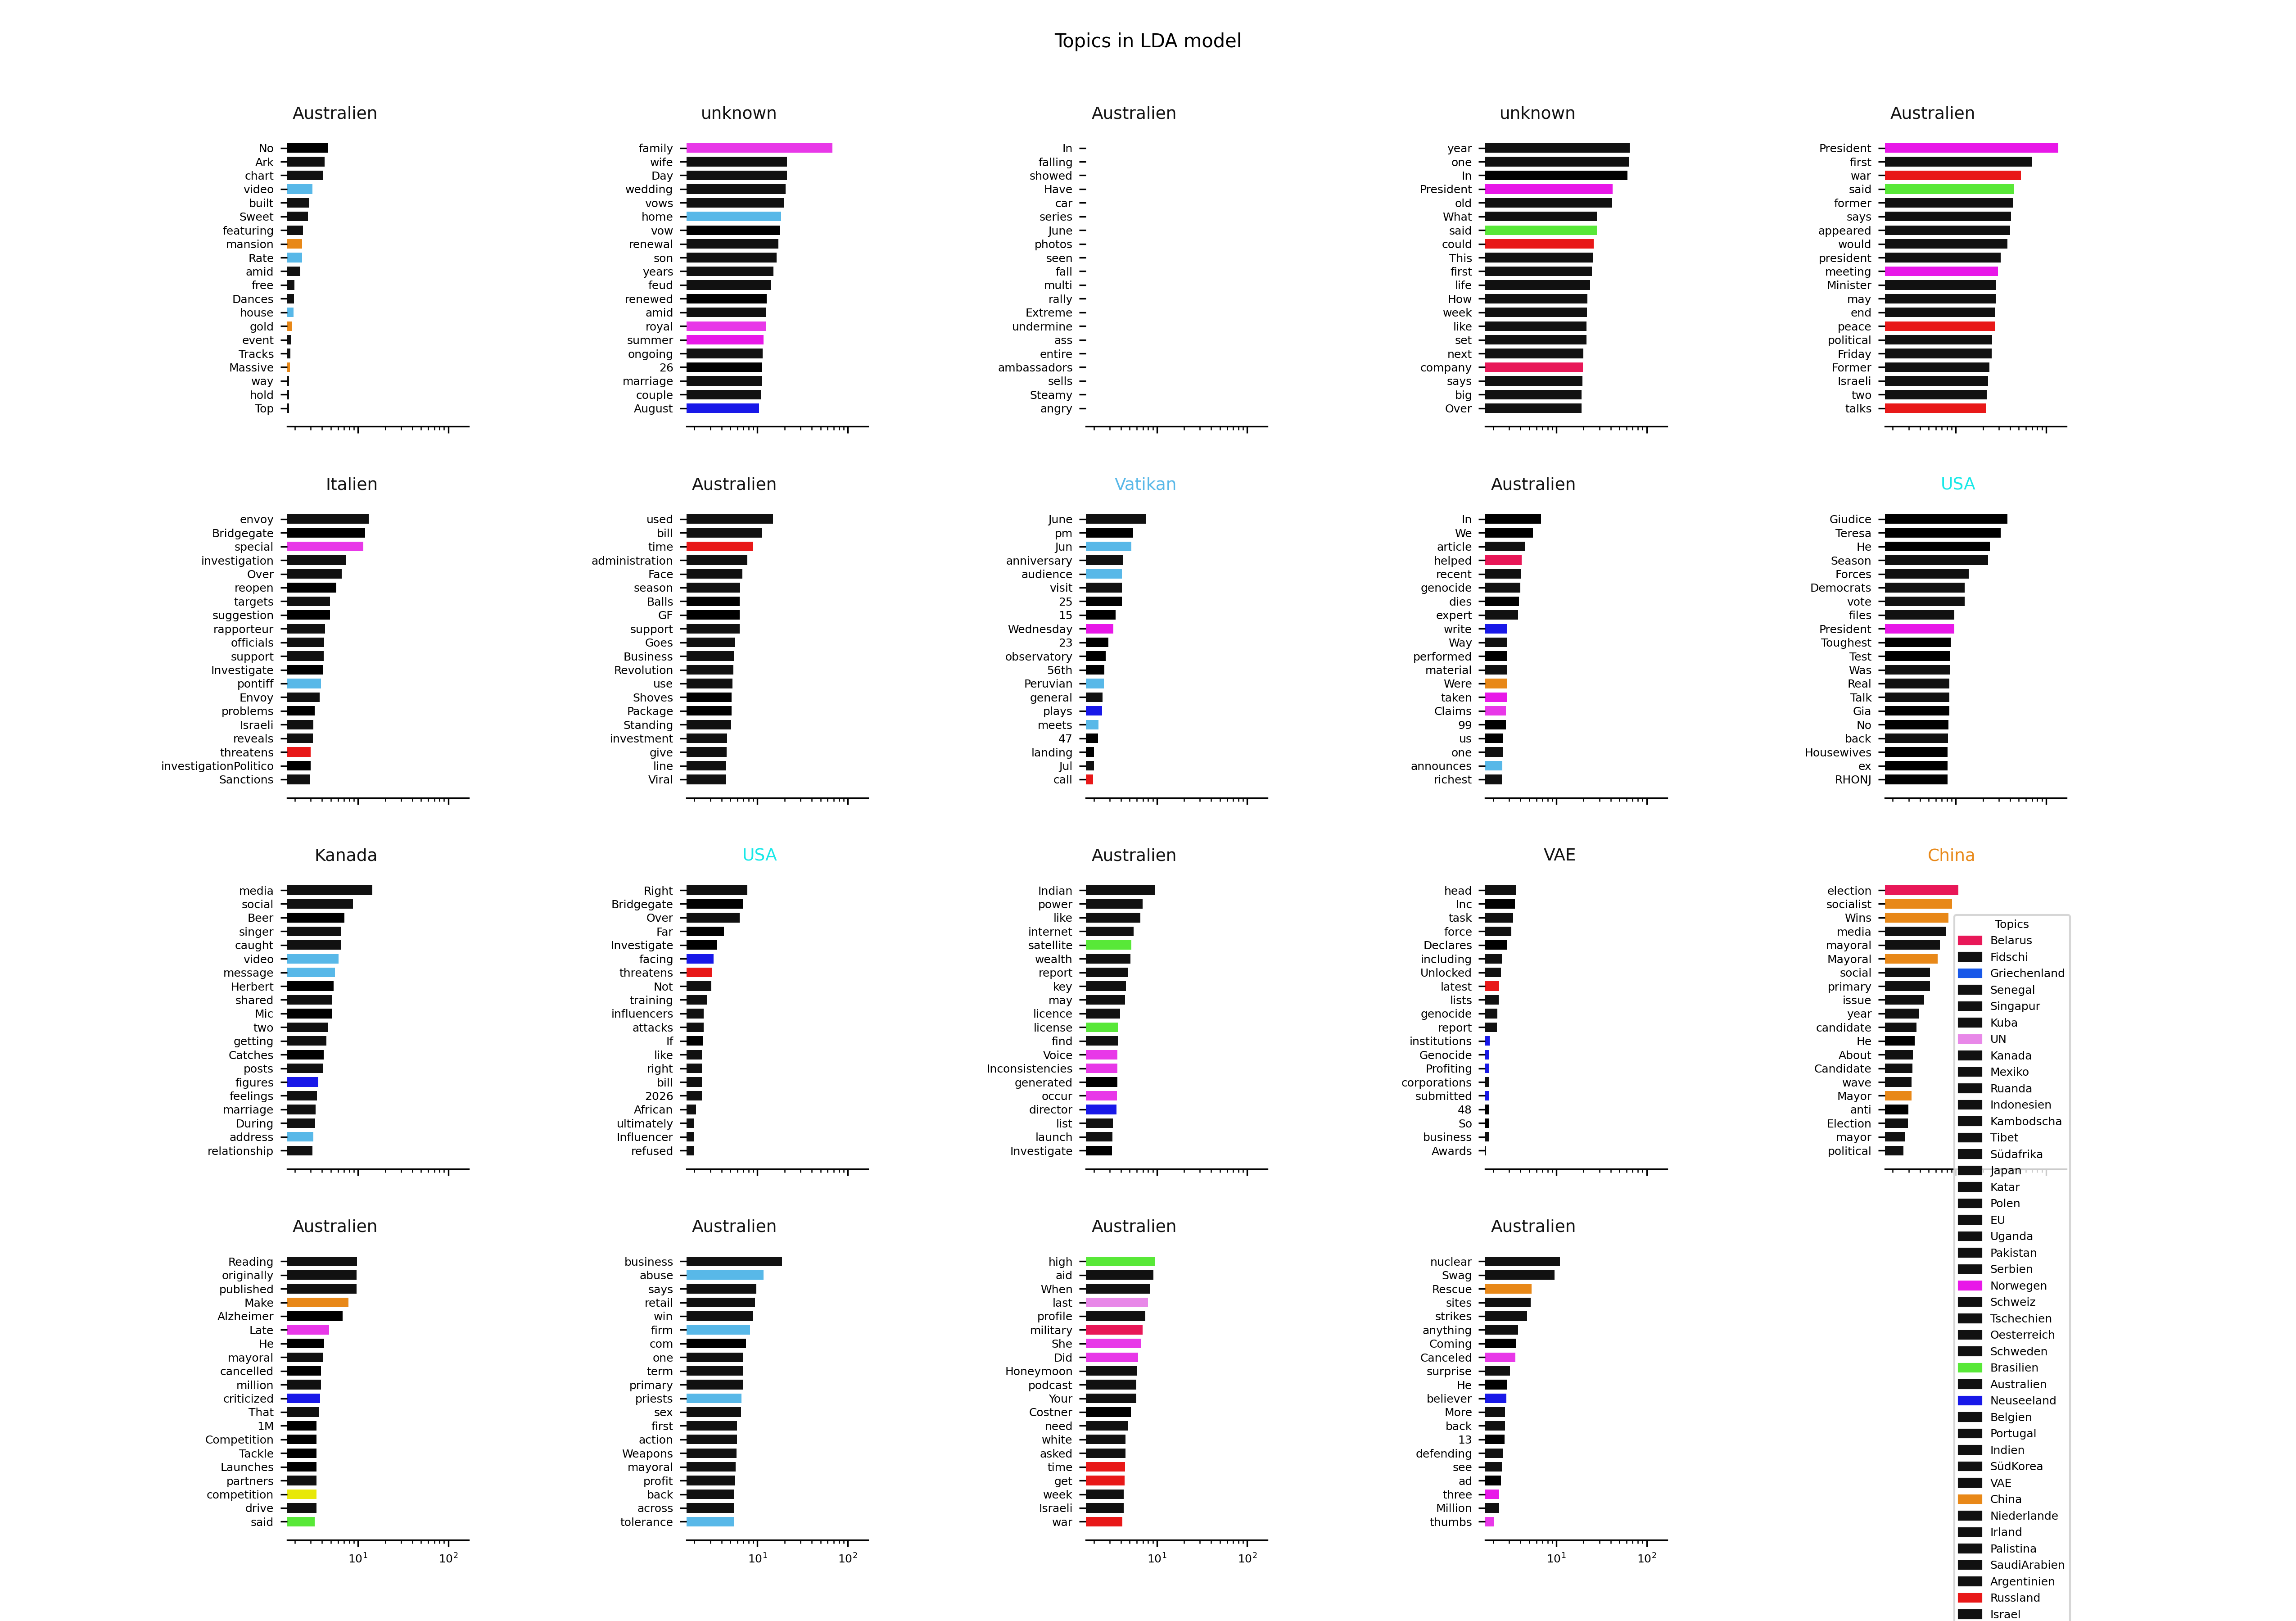 Topics in LDA model
Australien
No
Ark
chart
video
built
Sweet
featuring
mansion
Rate
amid
free
Dances
house
gold
event
Tracks
Massive
way
hold
Top
unknown
family
wife
Day
wedding
vows
home
vow
renewal
son
years
feud
renewed
amid
royal
summer
ongoing
26
marriage
couple
August
Australien
In
falling
showed
Have
car
series
June
photos
seen
fall
multi
rally
Extreme
undermine
ass
entire
ambassadors
sells
Steamy
angry
unknown
year
one
In
President
old
What
said
could
This
first
life
How
week
like
set
next
company
says
big
Over
Australien
President
first
war
said
former
says
appeared
would
president
meeting
Minister
may
end
peace
political
Friday
Former
Israeli
two
talks
Italien
envoy
Bridgegate
special
investigation
Over
reopen
targets
suggestion
rapporteur
officials
support
Investigate
pontiff
Envoy
problems
Israeli
reveals
threatens
investigationPolitico
Sanctions
Australien
used
bill
time
administration
Face
season
Balls
GF
support
Goes
Business
Revolution
use
Shoves
Package
Standing
investment
give
line
Viral
Vatikan
June
pm
Jun
anniversary
audience
visit
25
15
Wednesday
23
observatory
56th
Peruvian
general
plays
meets
47
landing
Jul
call
Australien
In
We
article
helped
recent
genocide
dies
expert
write
Way
performed
material
Were
taken
Claims
99
us
one
announces
richest
USA
Giudice
Teresa
He
Season
Forces
Democrats
vote
files
President
Toughest
Test
Was
Real
Talk
Gia
No
back
Housewives
ex
RHONJ
Kanada
media
social
Beer
singer
caught
video
message
Herbert
shared
Mic
two
getting
Catches
posts
figures
feelings
marriage
During
address
relationship
USA
Right
Bridgegate
Over
Far
Investigate
facing
threatens
Not
training
influencers
attacks
If
like
right
bill
2026
African
ultimately
Influencer
refused
Australien
Indian
power
like
internet
satellite
wealth
report
key
may
licence
license
find
Voice
Inconsistencies
generated
occur
director
list
launch
Investigate
VAE
head
Inc
task
force
Declares
including
Unlocked
latest
lists
genocide
report
institutions
Genocide
Profiting
corporations
submitted
48
So
business
Awards
China
election
socialist
Wins
media
mayoral
Mayoral
social
primary
issue
year
candidate
He
About
Candidate
wave
Mayor
anti
Election
mayor
political
Australien
Reading
originally
published
Make
Alzheimer
Late
He
mayoral
cancelled
million
criticized
That
1M
Competition
Tackle
Launches
partners
competition
drive
said
10^1 10^2
Australien
business
abuse
says
retail
win
firm
com
one
term
primary
priests
sex
first
action
Weapons
mayoral
profit
back
across
tolerance
10^1 10^2
Australien
high
aid
When
last
profile
military
She
Did
Honeymoon
podcast
Your
Costner
need
white
asked
time
get
week
Israeli
war
10^1 10^2
Australien
nuclear
Swag
Rescue
sites
strikes
anything
Coming
Canceled
surprise
He
believer
More
back
13
defending
see
ad
three
Million
thumbs
10^1 10^2
Topics
Belarus
Fidschi
Griechenland
Senegal
Singapur
Kuba
UN
Kanada
Mexiko
Ruanda
Indonesien
Kambodscha
Tibet
Südafrika
Japan
Katar
Polen
EU
Uganda
Pakistan
Serbien
Norwegen
Schweiz
Tschechien
Oesterreich
Schweden
Brasilien
Australien
Neuseeland
Belgien
Portugal
Indien
SüdKorea
VAE
China
Niederlande
Irland
Palistina
SaudiArabien
Argentinien
Russland
Israel